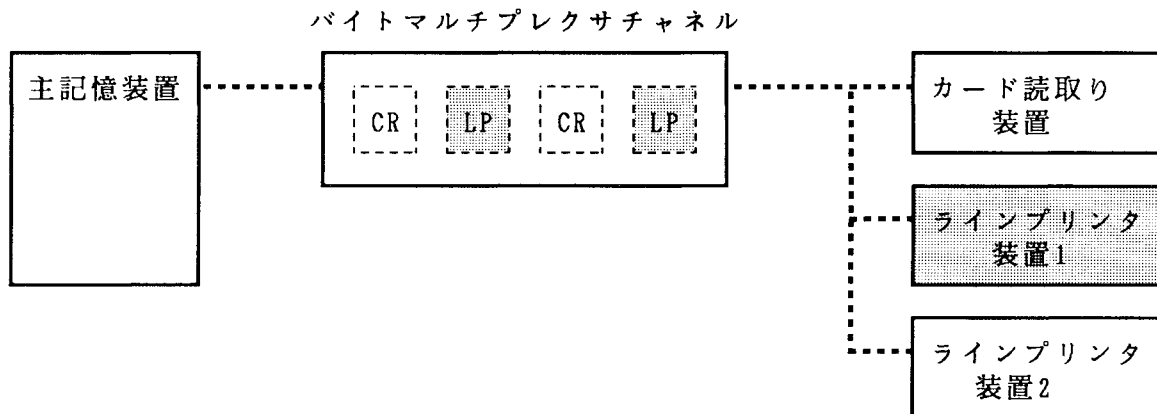 バイトマルチプレクサチャネル
主記憶装置
CR LP CR LP
カード読取り
装置
ラインプリンタ
装置1
ラインプリンタ
装置2